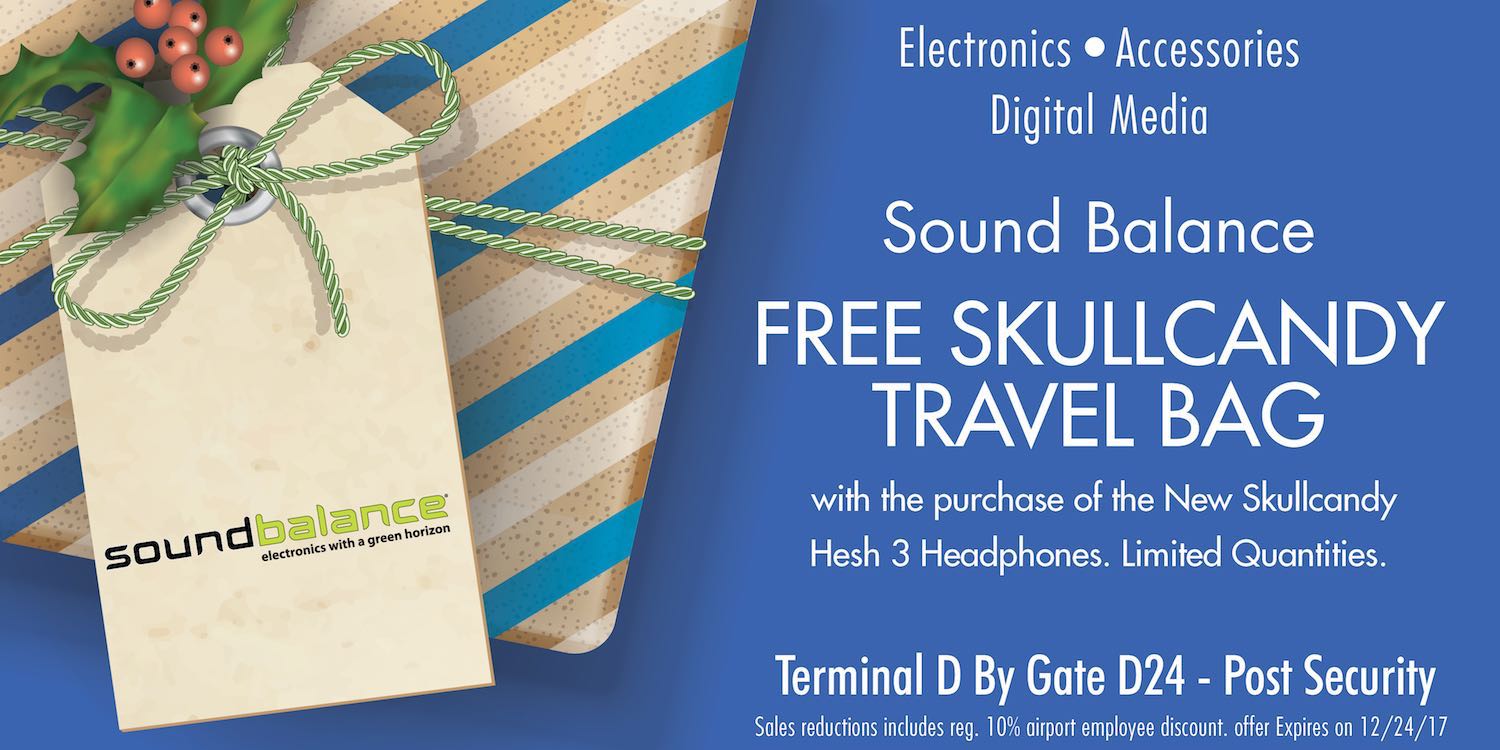 Electronics • Accessories
Digital Media
Sound Balance
FREE SKULLCANDY
TRAVEL BAG
with the purchase of the New Skullcandy
Hesh 3 Headphones. Limited Quantities.
Terminal D By Gate D24 - Post Security
Sales reductions includes reg. 10% airport employee discount. offer Expires on 12/24/17
soundbalance
electronics with a green horizon